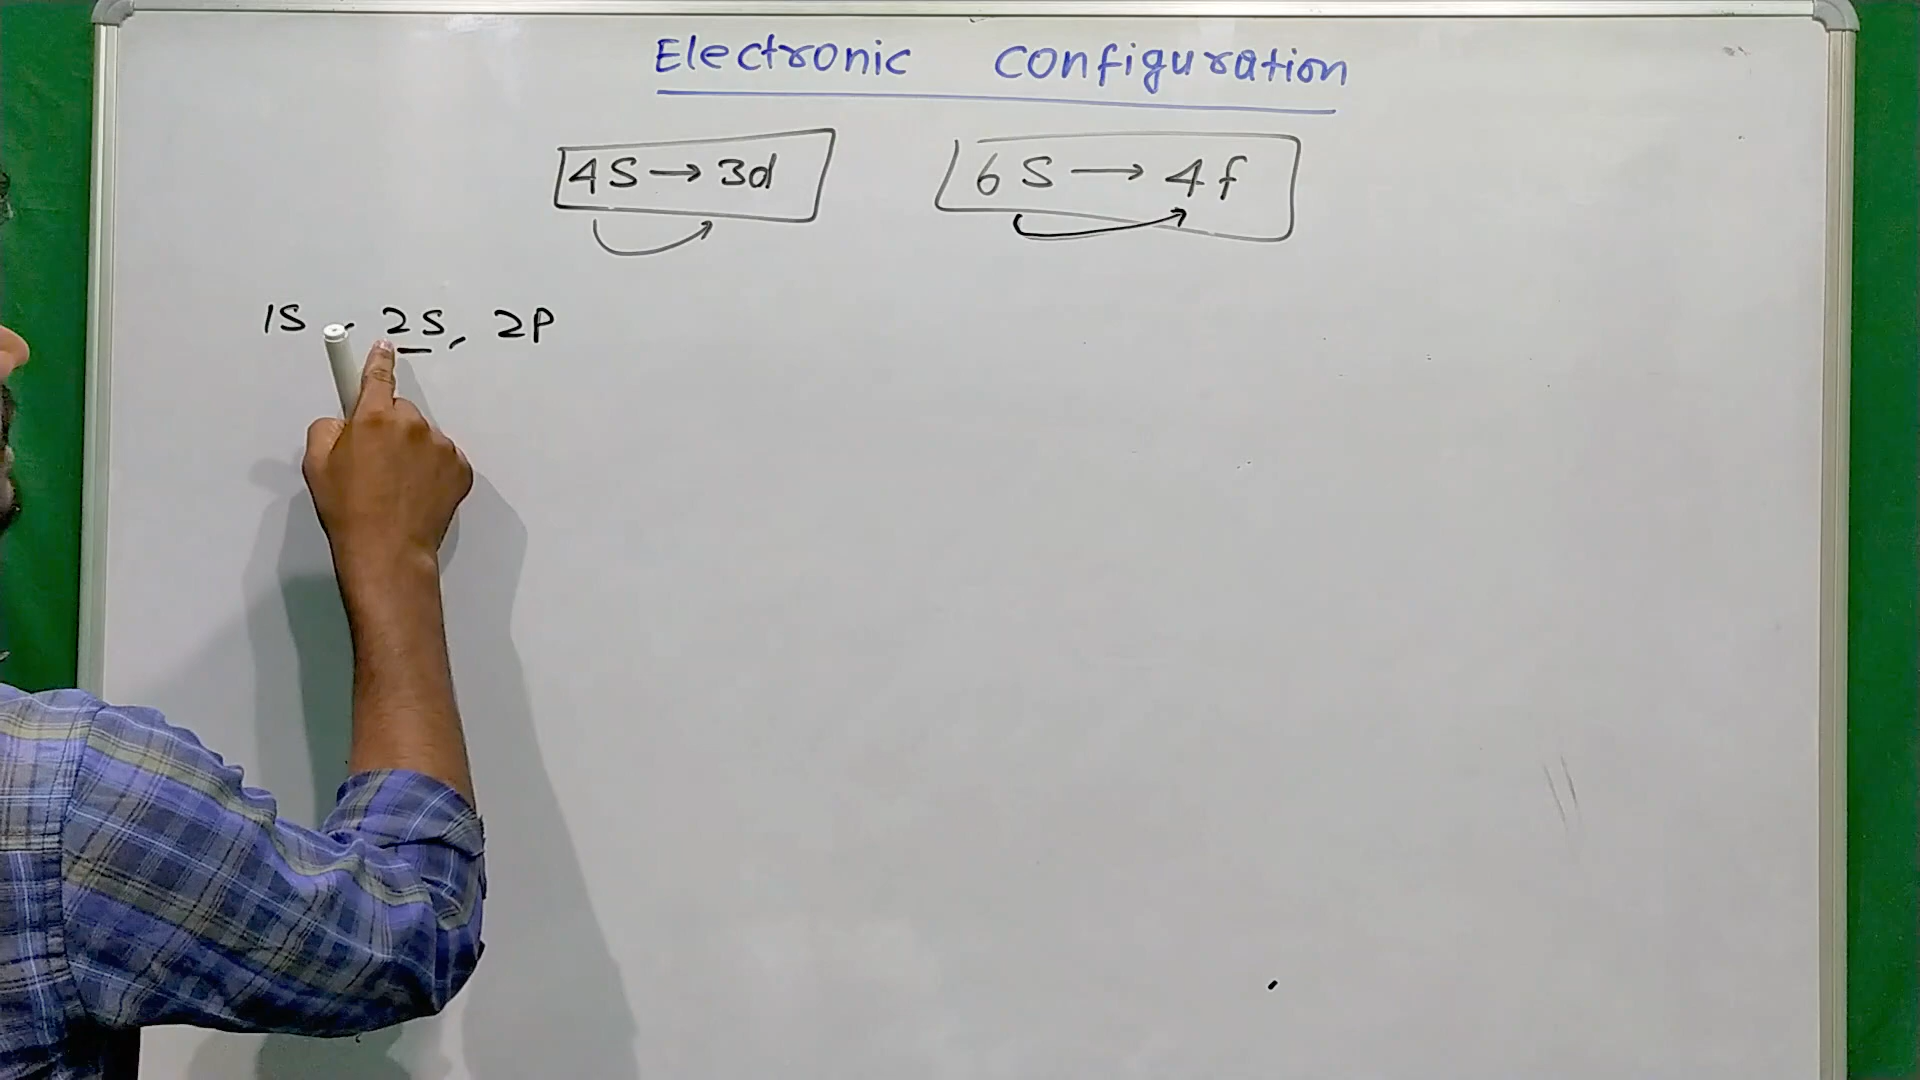 Electronic configuration
4S → 3d 6S → 4f
1S, 2S, 2P